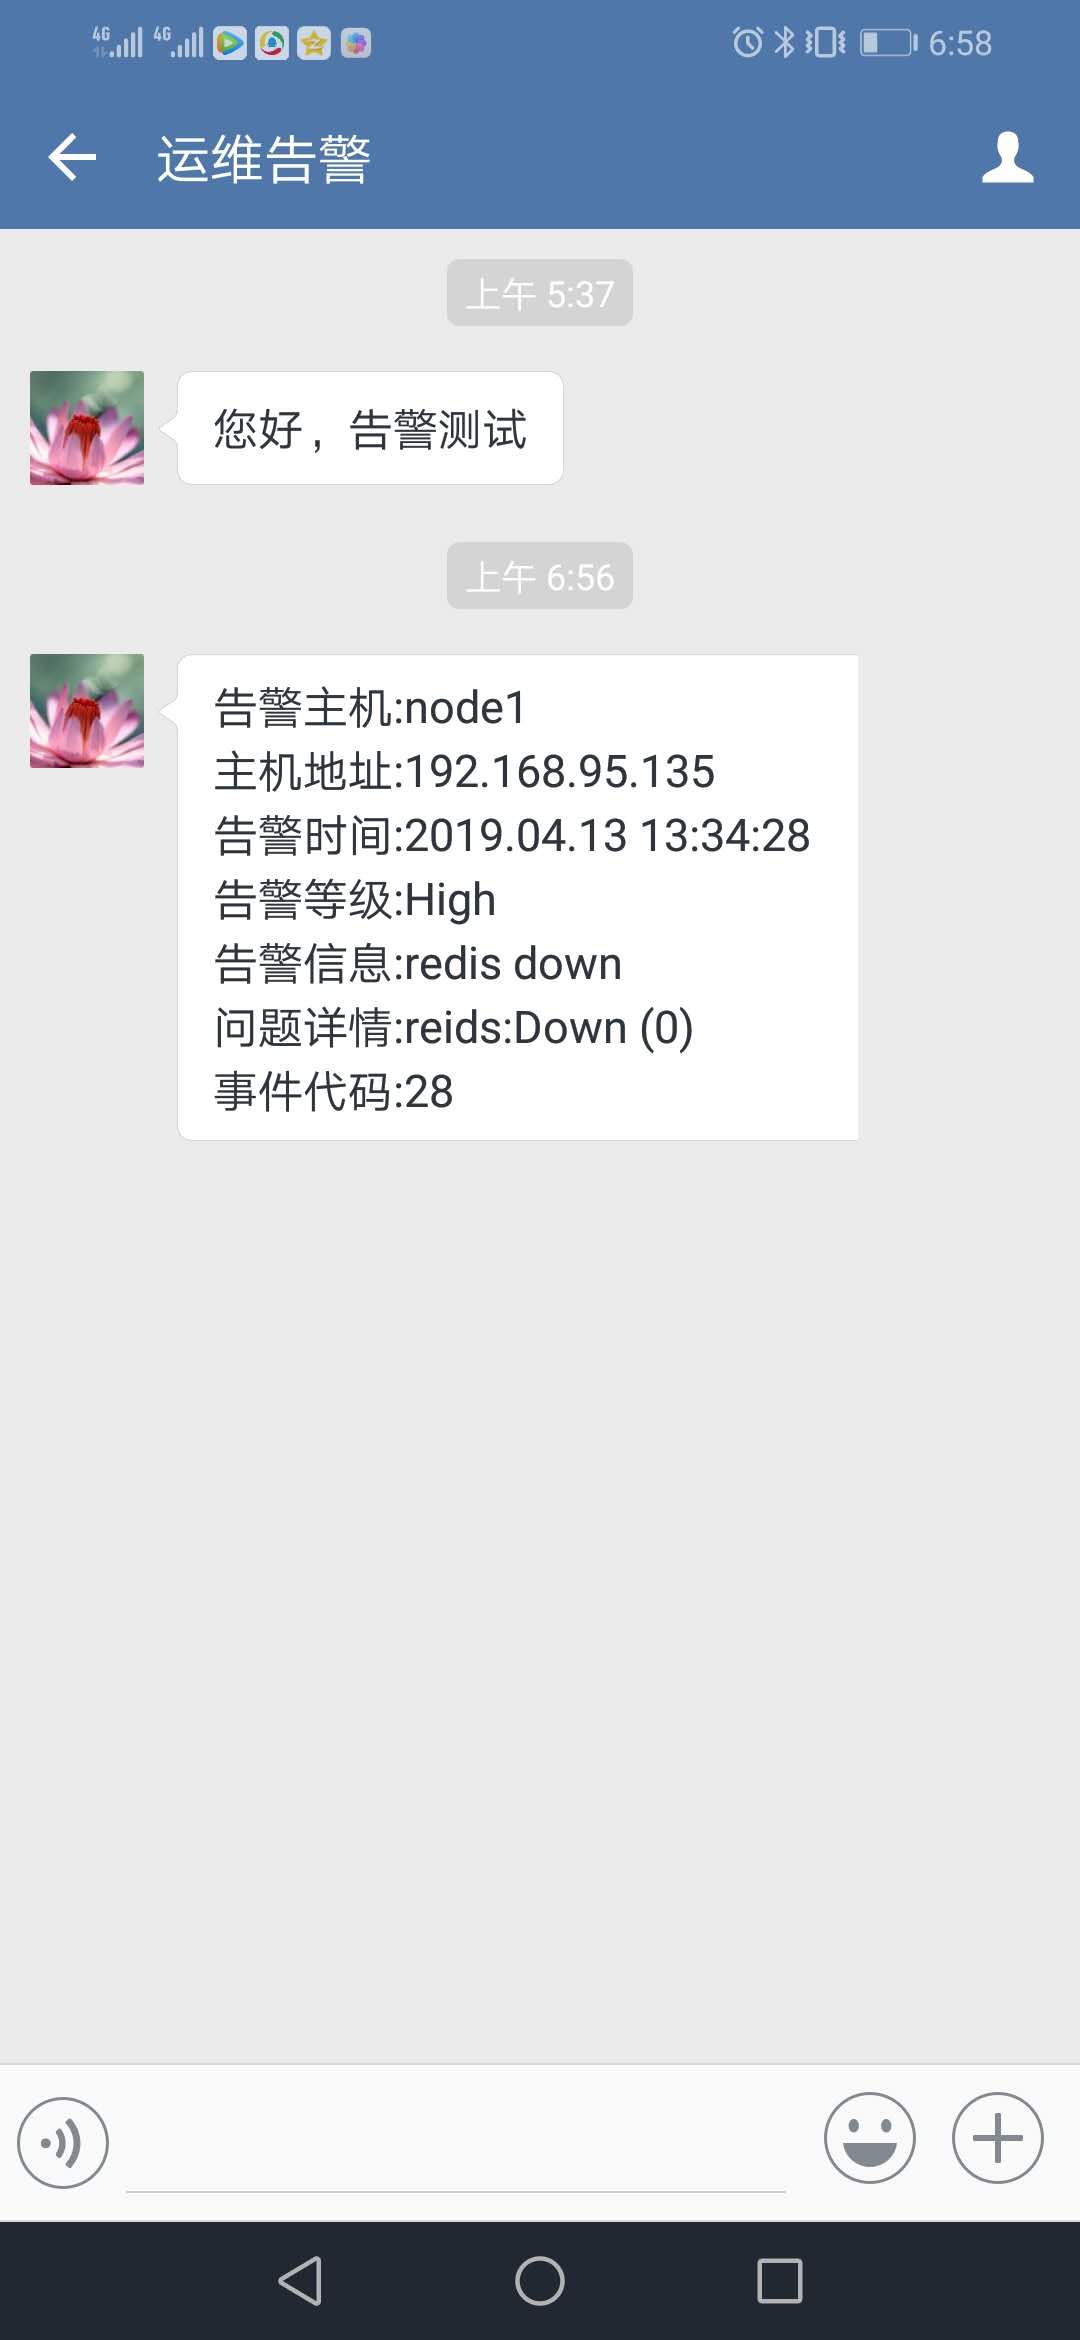 4G 4G 6:58
运维告警
上午 5:37
您好，告警测试
上午 6:56
告警主机:node1
主机地址:192.168.95.135
告警时间:2019.04.13 13:34:28
告警等级:High
告警信息:redis down
问题详情:reids:Down (0)
事件代码:28